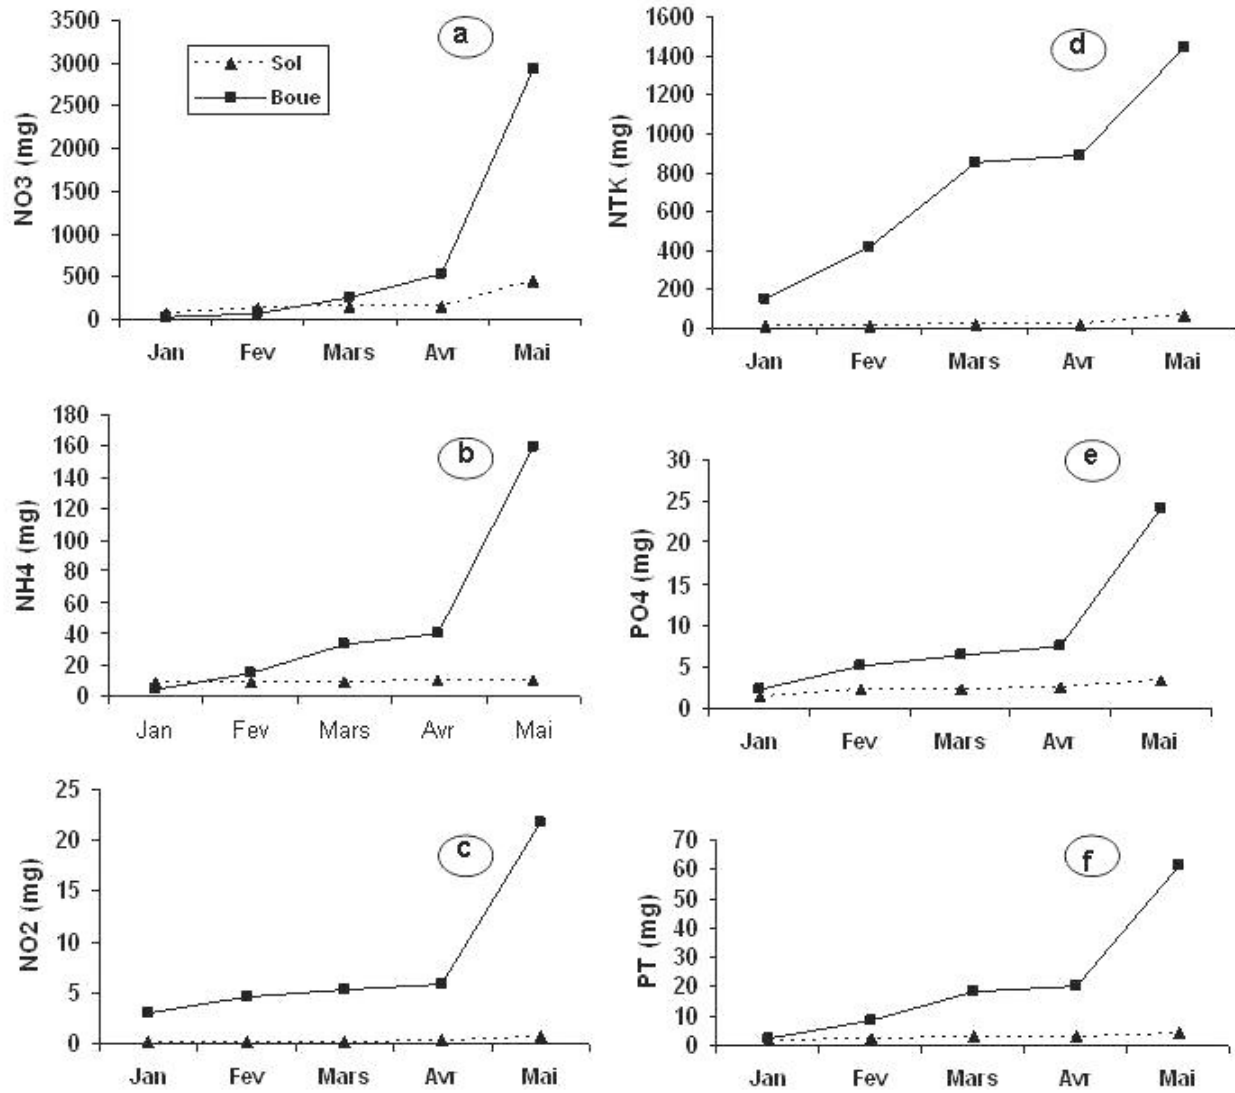 a
NO3 (mg)
3500
3000
2500
2000
1500
1000
500
0
Sol
Boue
Jan Fev Mars Avr Mai
d
NTK (mg)
1600
1400
1200
1000
800
600
400
200
0
Jan Fev Mars Avr Mai
b
NH4 (mg)
180
160
140
120
100
80
60
40
20
0
Jan Fev Mars Avr Mai
e
PO4 (mg)
30
25
20
15
10
5
0
Jan Fev Mars Avr Mai
c
NO2 (mg)
25
20
15
10
5
0
Jan Fev Mars Avr Mai
f
PT (mg)
70
60
50
40
30
20
10
0
Jan Fev Mars Avr Mai